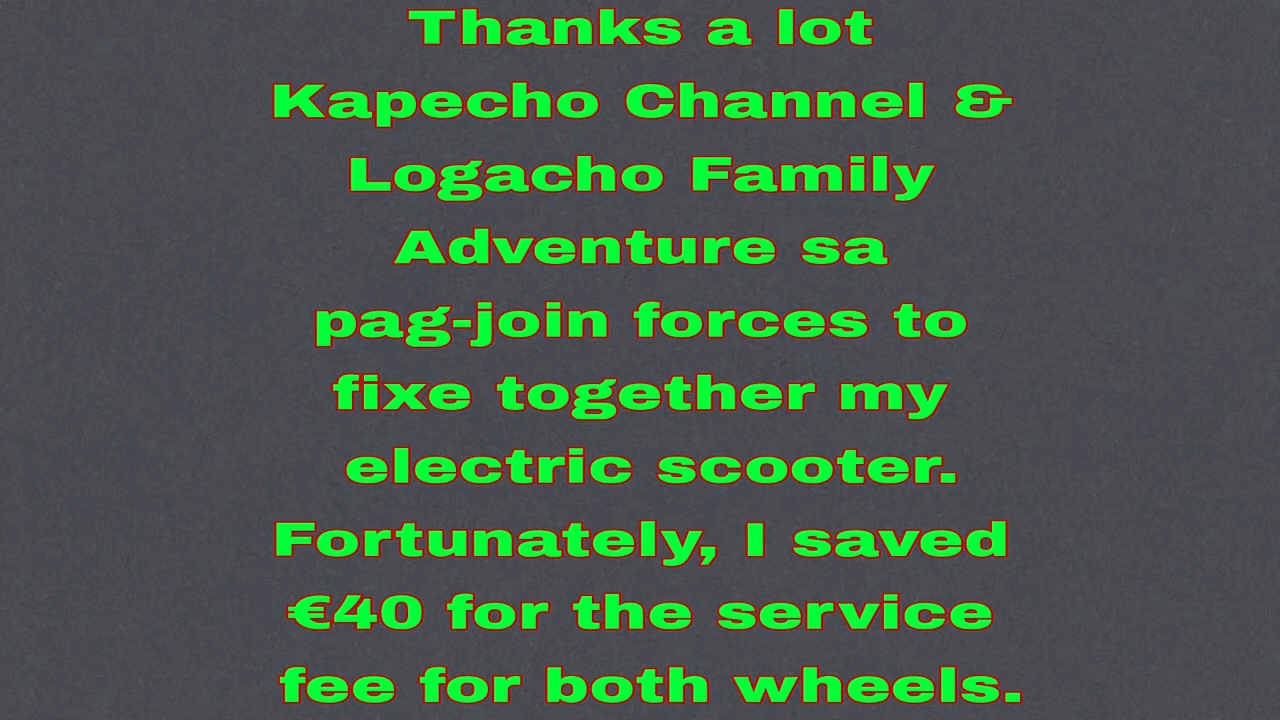 Thanks a lot
Kapecho Channel &
Logacho Family
Adventure sa
pag-join forces to
fixe together my
electric scooter.
Fortunately, I saved
€40 for the service
fee for both wheels.